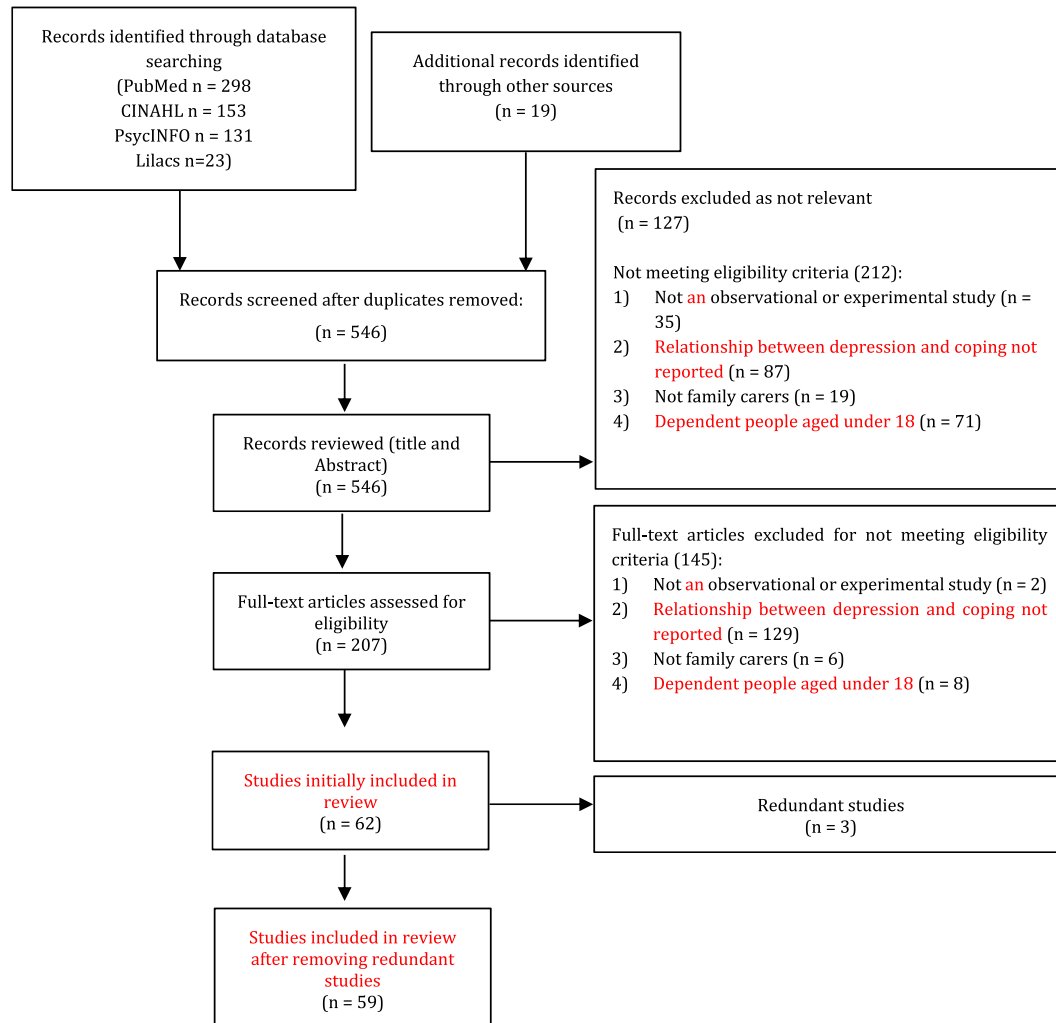 Records identified through database
searching
(PubMed n = 298
CINAHL n = 153
PsycINFO n = 131
Lilacs n=23)
Additional records identified
through other sources
(n = 19)
Records screened after duplicates removed:
(n = 546)
Records excluded as not relevant
(n = 127)
Not meeting eligibility criteria (212):
1) Not an observational or experimental study (n =
35)
2) Relationship between depression and coping not
reported (n = 87)
3) Not family carers (n = 19)
4) Dependent people aged under 18 (n = 71)
Records reviewed (title and
Abstract)
(n = 546)
Full-text articles excluded for not meeting eligibility
criteria (145):
1) Not an observational or experimental study (n = 2)
2) Relationship between depression and coping not
reported (n = 129)
3) Not family carers (n = 6)
4) Dependent people aged under 18 (n = 8)
Full-text articles assessed for
eligibility
(n = 207)
Studies initially included in
review
(n = 62)
Redundant studies
(n = 3)
Studies included in review
after removing redundant
studies
(n = 59)